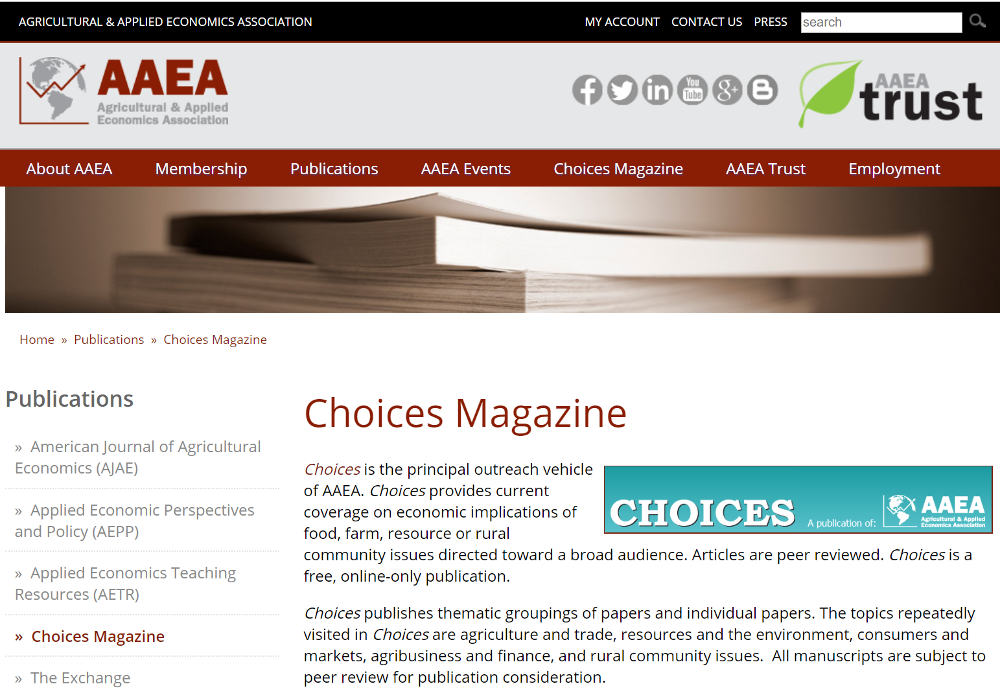 AGRICULTURAL & APPLIED ECONOMICS ASSOCIATION
MY ACCOUNT CONTACT US PRESS search
AAEA
Agricultural & Applied
Economics Association
You
Tube
g+
AAEA
trust
About AAEA Membership Publications AAEA Events Choices Magazine AAEA Trust Employment
Home » Publications » Choices Magazine
Publications
» American Journal of Agricultural
Economics (AJAE)
» Applied Economic Perspectives
and Policy (AEPP)
» Applied Economics Teaching
Resources (AETR)
» Choices Magazine
» The Exchange
Choices Magazine
Choices is the principal outreach vehicle
of AAEA. Choices provides current
coverage on economic implications of
food, farm, resource or rural
community issues directed toward a broad audience. Articles are peer reviewed. Choices is a
free, online-only publication.
CHOICES A publication of: AAEA
Agricultural & Applied
Economics Association
Choices publishes thematic groupings of papers and individual papers. The topics repeatedly
visited in Choices are agriculture and trade, resources and the environment, consumers and
markets, agribusiness and finance, and rural community issues.  All manuscripts are subject to
peer review for publication consideration.